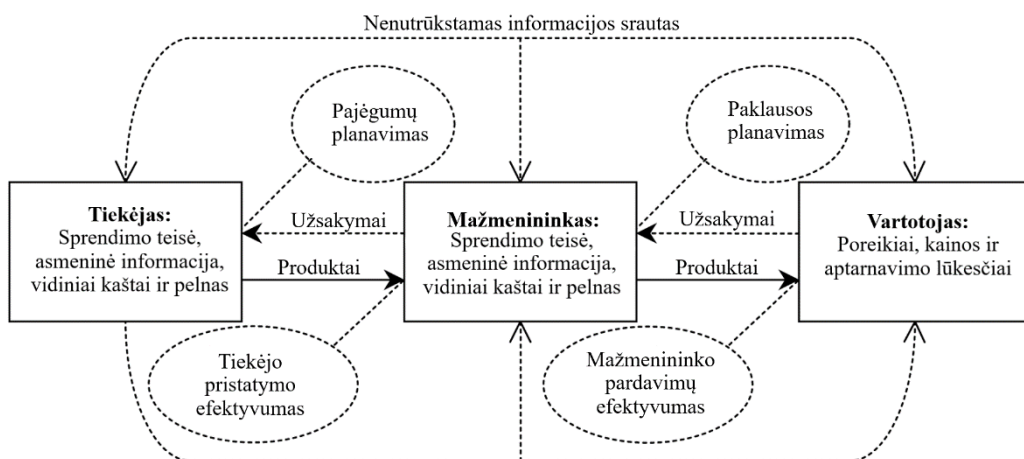 Nenutrūkstamas informacijos srautas
Pajėgumų
planavimas
Paklausos
planavimas
Tiekėjas:
Sprendimo teisė,
asmeninė informacija,
vidiniai kaštai ir pelnas
Užsakymai
Produktai
Mažmenininkas:
Sprendimo teisė,
asmeninė informacija,
vidiniai kaštai ir pelnas
Užsakymai
Produktai
Vartotojas:
Poreikiai, kainos ir
aptarnavimo lūkesčiai
Tiekėjo
pristatymo
efektyvumas
Mažmenininko
pardavimų
efektyvumas